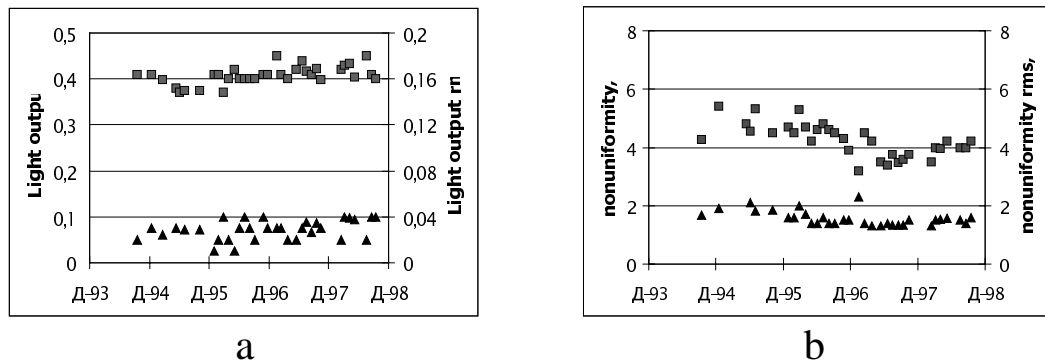 0,5
0,4
0,3
0,2
0,1
0
Light outpu
0,2
0,16
0,12
0,08
0,04
0
Light output rr
Д-93 Д-94 Д-95 Д-96 Д-97 Д-98
a
8
6
4
2
0
nonuniformity,
8
6
4
2
0
nonuniformity rms,
Д-93 Д-94 Д-95 Д-96 Д-97 Д-98
b